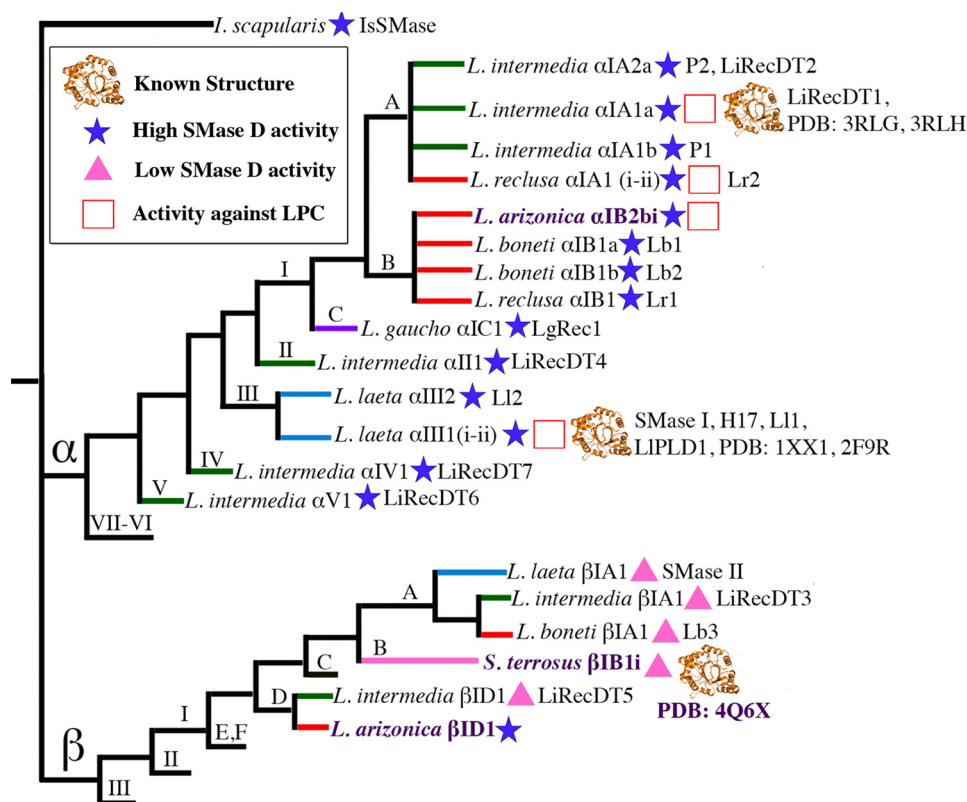 I. scapularis IsSMase
Known Structure
High SMase D activity
Low SMase D activity
Activity against LPC
A
L. intermedia αIA2a P2, LiRecDT2
L. intermedia αIA1a LiRecDT1,
PDB: 3RLG, 3RLH
L. intermedia αIA1b P1
L. reclusa αIA1 (i-ii) Lr2
B
L. arizonica αIB2bi
L. boneti αIB1a Lb1
L. boneti αIB1b Lb2
L. reclusa αIB1 Lr1
I
C
L. gaucho αIC1 LgRec1
II
L. intermedia αII1 LiRecDT4
III
L. laeta αIII2 Ll2
L. laeta αIII1(i-ii) SMase I, H17, Ll1,
LlPLD1, PDB: 1XX1, 2F9R
α
IV
L. intermedia αIV1 LiRecDT7
V
L. intermedia αV1 LiRecDT6
VII-VI
A
L. laeta βIA1 SMase II
L. intermedia βIA1 LiRecDT3
L. boneti βIA1 Lb3
B
S. terrosus βIB1i
PDB: 4Q6X
C
D
L. intermedia βID1 LiRecDT5
L. arizonica βID1
I
E,F
β
II
III